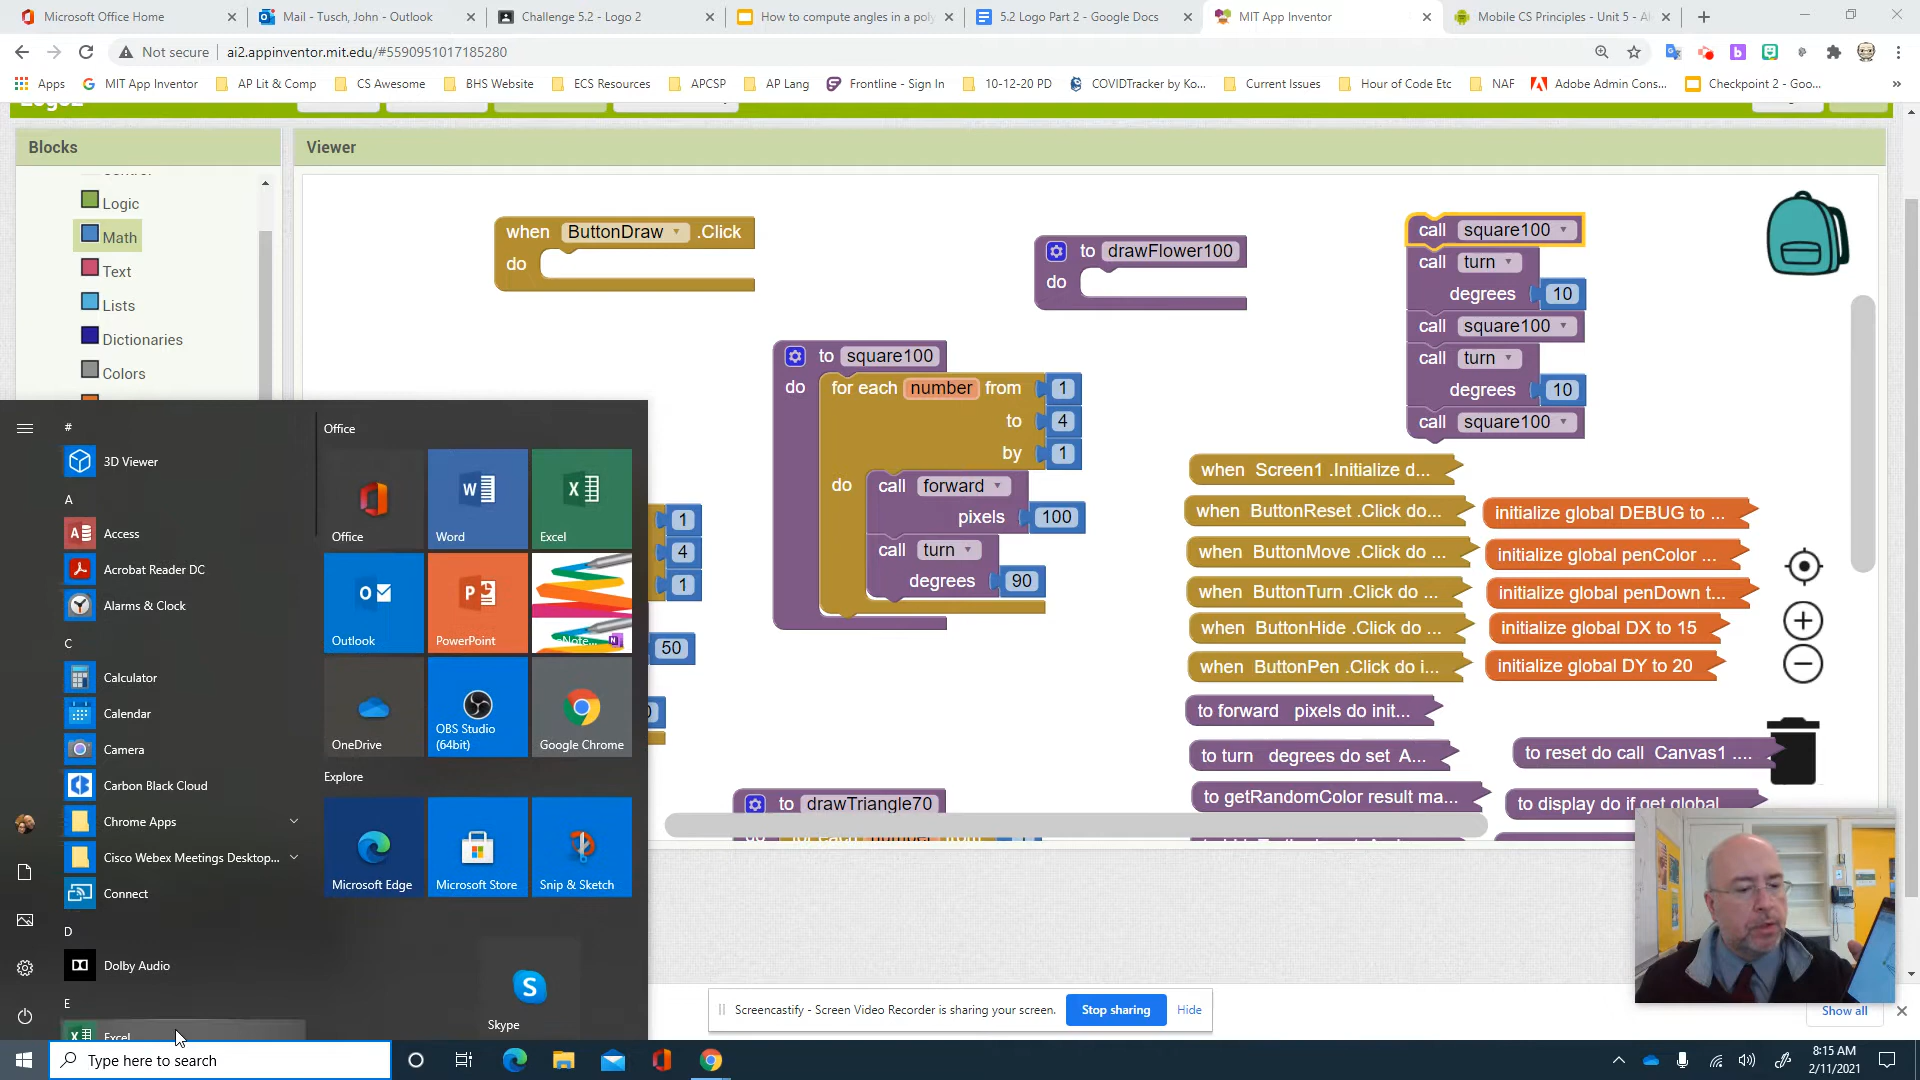 Microsoft Office Home
Mail - Tusch, John - Outlook
Challenge 5.2 - Logo 2
How to compute angles in a poly
5.2 Logo Part 2 - Google Docs
MIT App Inventor
Mobile CS Principles - Unit 5 - Al
Not secure
ai2.appinventor.mit.edu/#5590951017185280
Apps
MIT App Inventor
AP Lit & Comp
CS Awesome
BHS Website
ECS Resources
APCSP
AP Lang
Frontline - Sign In
10-12-20 PD
COVIDTracker by Ko...
Current Issues
Hour of Code Etc
NAF
Adobe Admin Cons...
Checkpoint 2 - Goo...
Blocks
Viewer
Logic
Math
Text
Lists
Dictionaries
Colors
when ButtonDraw .Click
do
to drawFlower100
do
call square100
call turn
degrees 10
call square100
call turn
degrees 10
call square100
to square100
do for each number from 1
to 4
by 1
do call forward
pixels 100
call turn
degrees 90
1
4
1
50
to drawTriangle70
when Screen1 .Initialize d...
when ButtonReset .Click do...
when ButtonMove .Click do ...
when ButtonTurn .Click do ...
when ButtonHide .Click do ...
when ButtonPen .Click do i...
to forward pixels do init...
to turn degrees do set A...
to getRandomColor result ma...
initialize global DEBUG to ...
initialize global penColor ...
initialize global penDown t...
initialize global DX to 15
initialize global DY to 20
to reset do call Canvas1 ....
to display do if get global
#
3D Viewer
A
Access
Acrobat Reader DC
Alarms & Clock
C
Calculator
Calendar
Camera
Carbon Black Cloud
Chrome Apps
Cisco Webex Meetings Desktop...
Connect
D
Dolby Audio
E
Excel
Office
Office
Word
Excel
Outlook
PowerPoint
OneDrive
OBS Studio
(64bit)
Google Chrome
Explore
Microsoft Edge
Microsoft Store
Snip & Sketch
Skype
Screencastify - Screen Video Recorder is sharing your screen.
Stop sharing
Hide
Show all
Type here to search
8:15 AM
2/11/2021